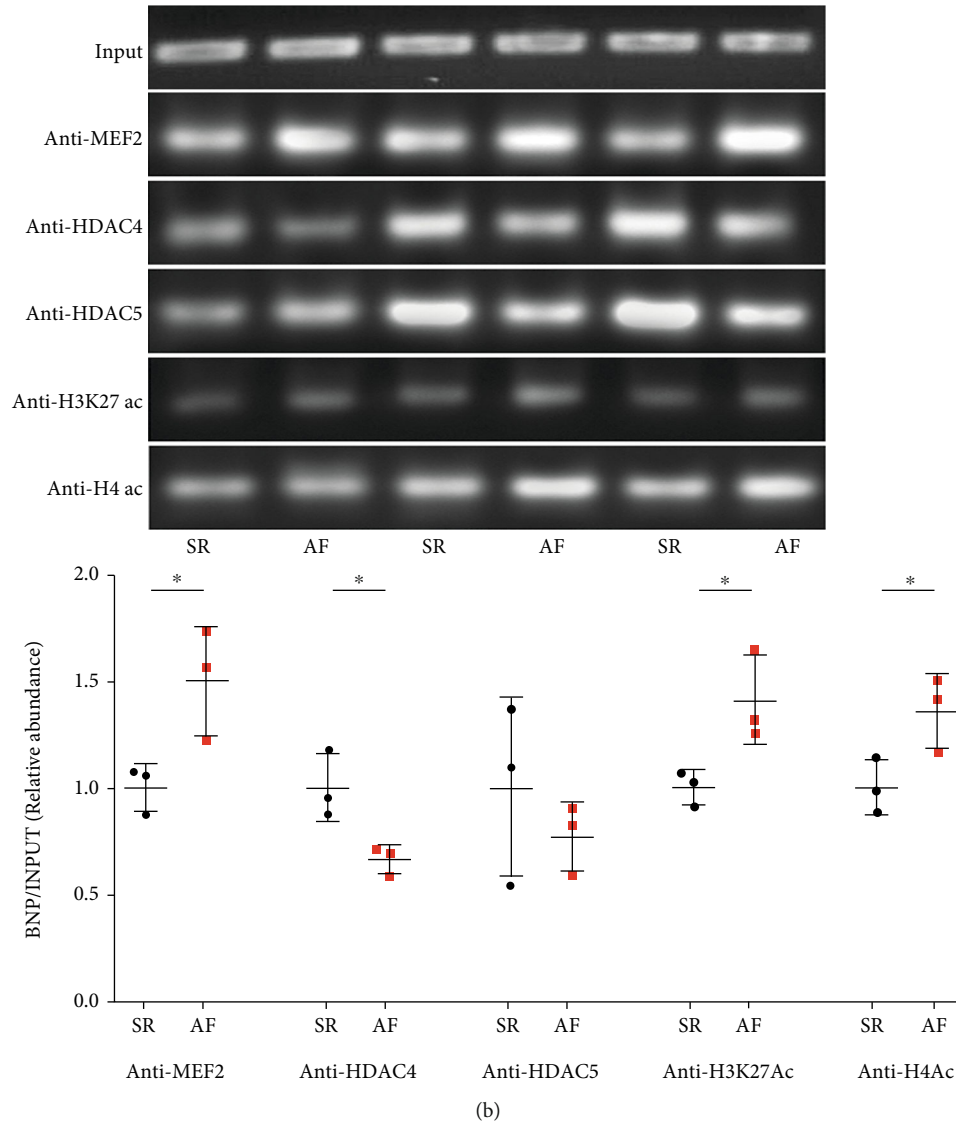 Input
Anti-MEF2
Anti-HDAC4
Anti-HDAC5
Anti-H3K27 ac
Anti-H4 ac
SR AF SR AF SR AF
* * * *
2.0
1.5
1.0
0.5
0.0
BNP/INPUT (Relative abundance)
SR AF SR AF SR AF SR AF SR AF
Anti-MEF2 Anti-HDAC4 Anti-HDAC5 Anti-H3K27Ac Anti-H4Ac
(b)